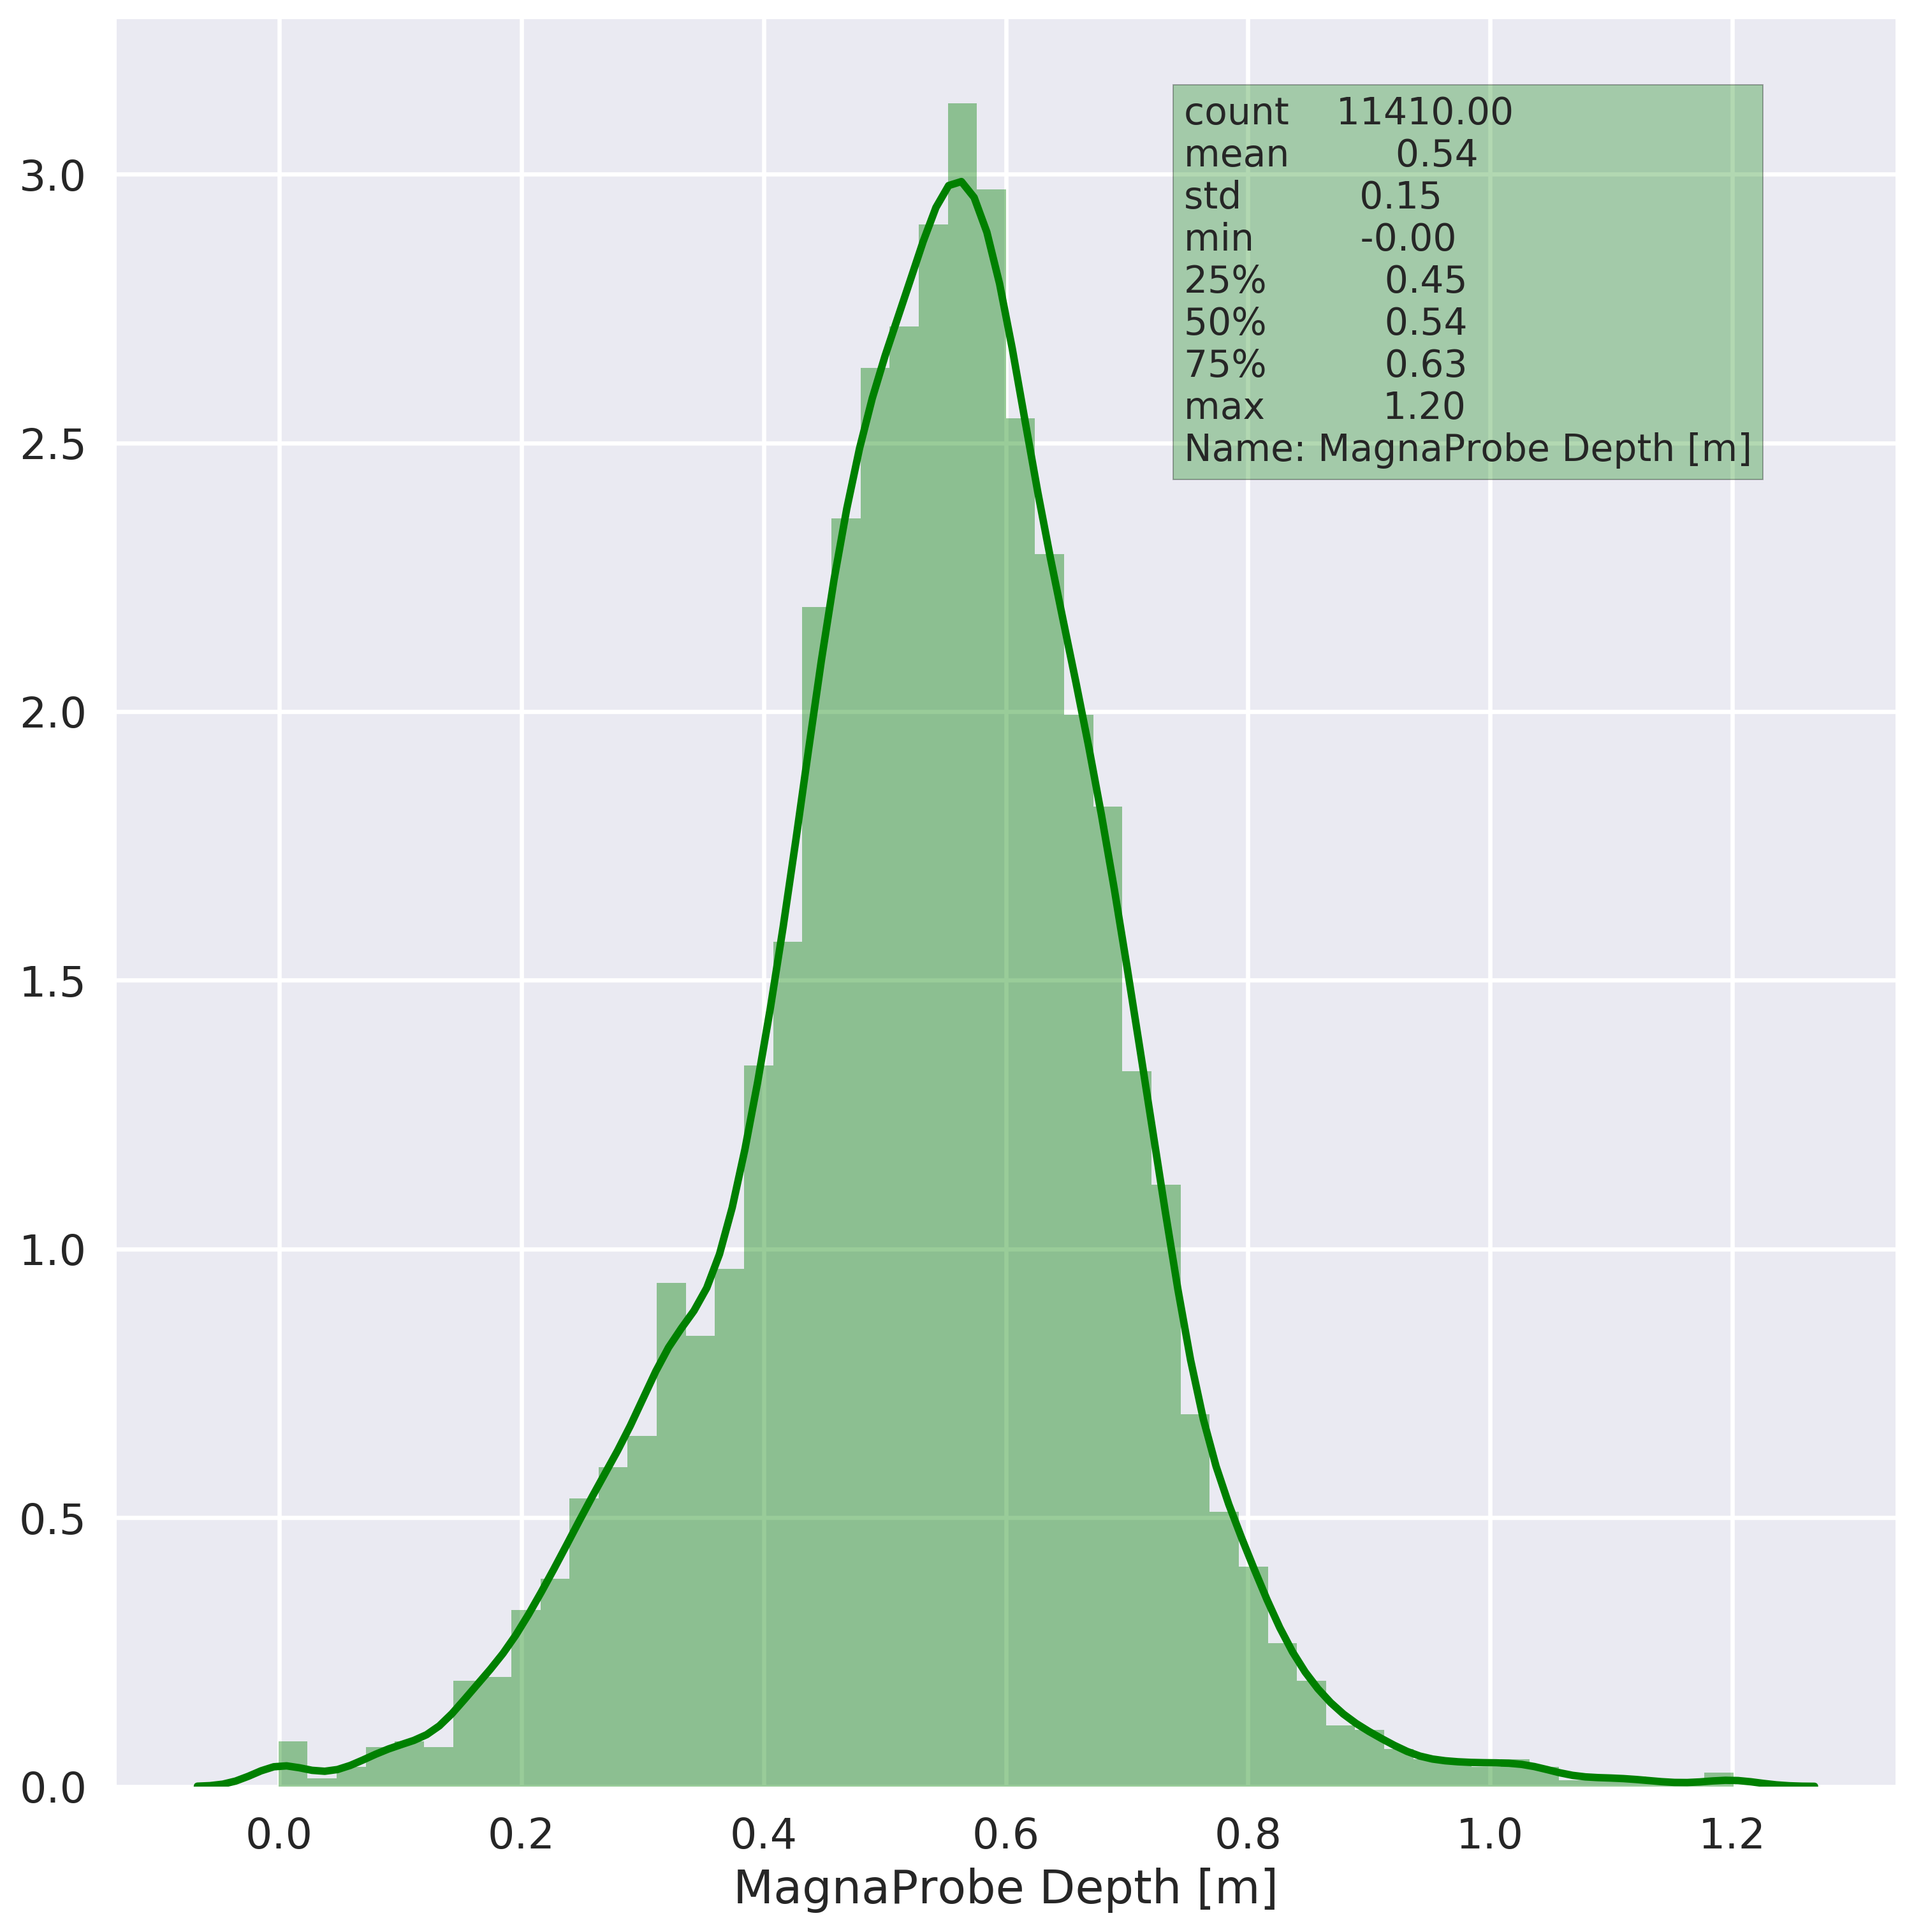 count 11410.00
mean 0.54
std 0.15
min -0.00
25% 0.45
50% 0.54
75% 0.63
max 1.20
Name: MagnaProbe Depth [m]
3.0
2.5
2.0
1.5
1.0
0.5
0.0
0.0 0.2 0.4 0.6 0.8 1.0 1.2
MagnaProbe Depth [m]